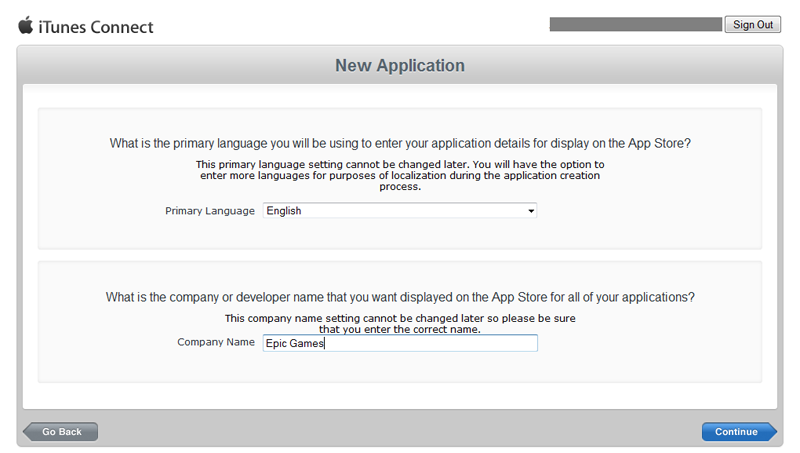 iTunes Connect
Sign Out
New Application
What is the primary language you will be using to enter your application details for display on the App Store?
This primary language setting cannot be changed later. You will have the option to
enter more languages for purposes of localization during the application creation
process.
Primary Language English
What is the company or developer name that you want displayed on the App Store for all of your applications?
This company name setting cannot be changed later so please be sure
that you enter the correct name.
Company Name Epic Games
Go Back
Continue